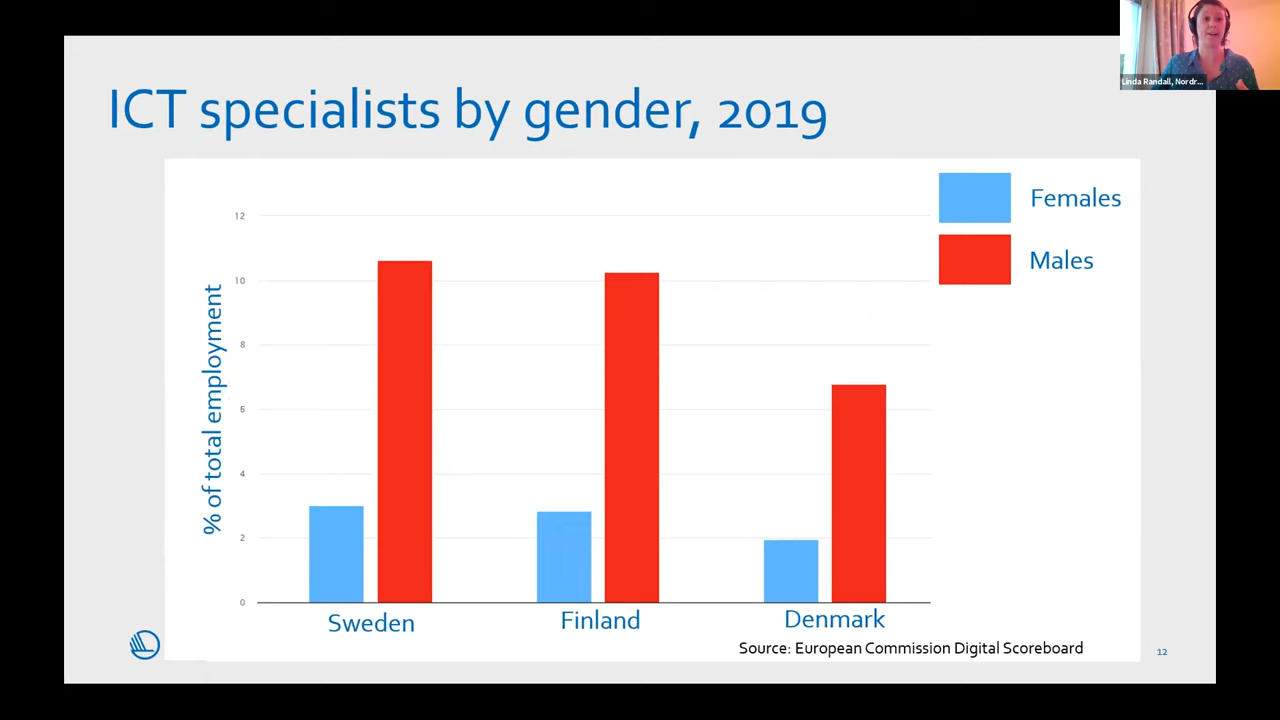 Linda Randall, Nordr...
ICT specialists by gender, 2019
Females
Males
% of total employment
12
10
8
6
4
2
0
Sweden
Finland
Denmark
Source: European Commission Digital Scoreboard
12